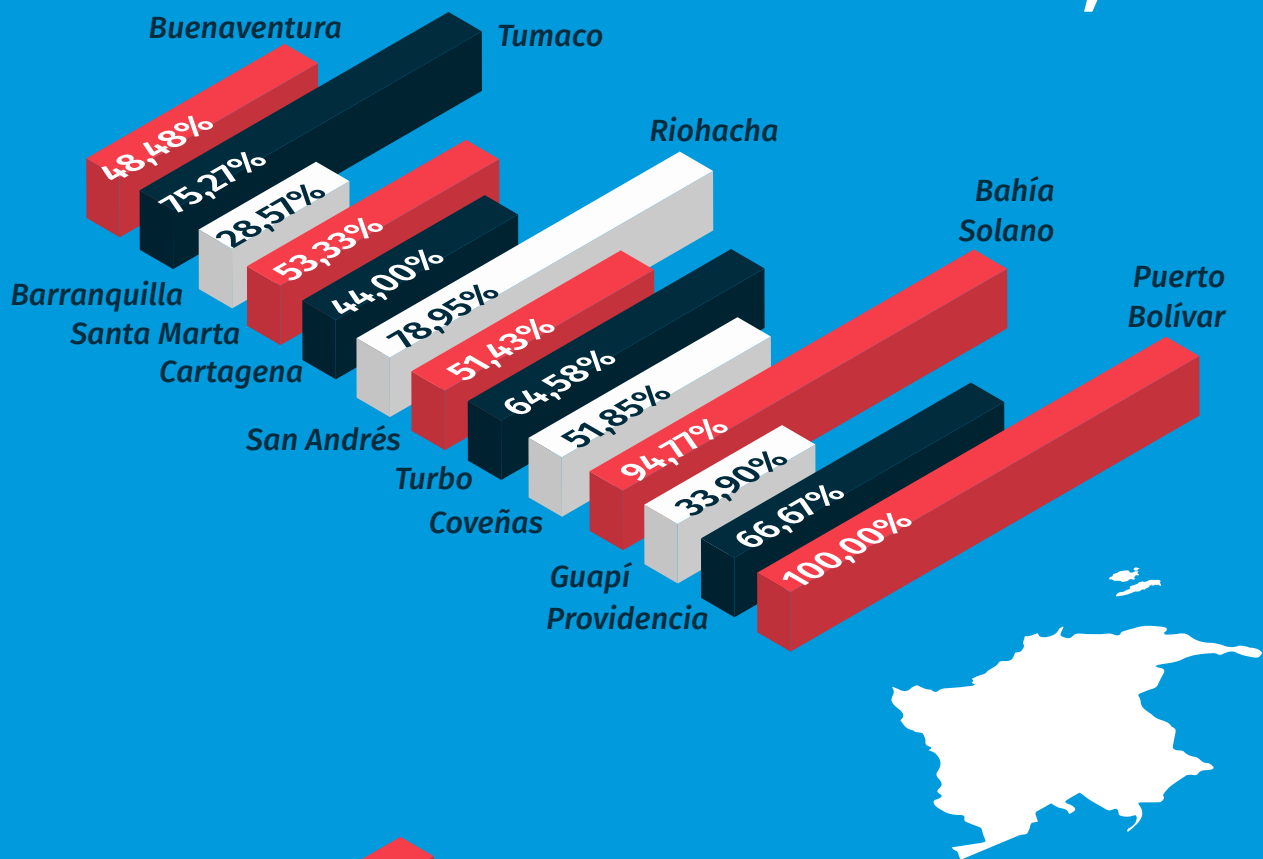 Buenaventura
Tumaco
48,48%
75,27%
28,57%
Riohacha
53,33%
Bahía
Solano
44,00%
Puerto
Bolívar
Barranquilla
Santa Marta
Cartagena
78,95%
51,43%
64,58%
51,85%
San Andrés
94,77%
Turbo
33,90%
Coveñas
66,67%
100,00%
Guapí
Providencia